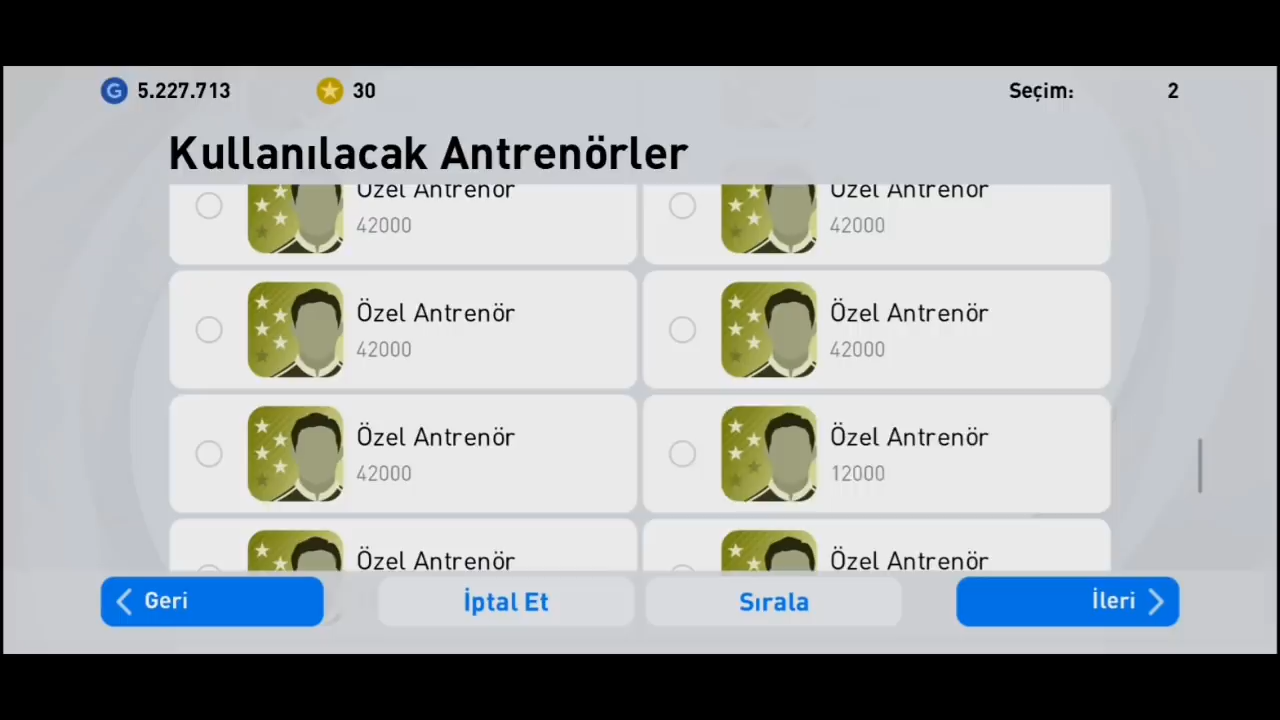 G 5.227.713 30 Seçim: 2
Kullanılacak Antrenörler
Özel Antrenör Özel Antrenör
42000 42000
Özel Antrenör Özel Antrenör
42000 42000
Özel Antrenör Özel Antrenör
42000 12000
Özel Antrenör Özel Antrenör
Geri İptal Et Sırala İleri